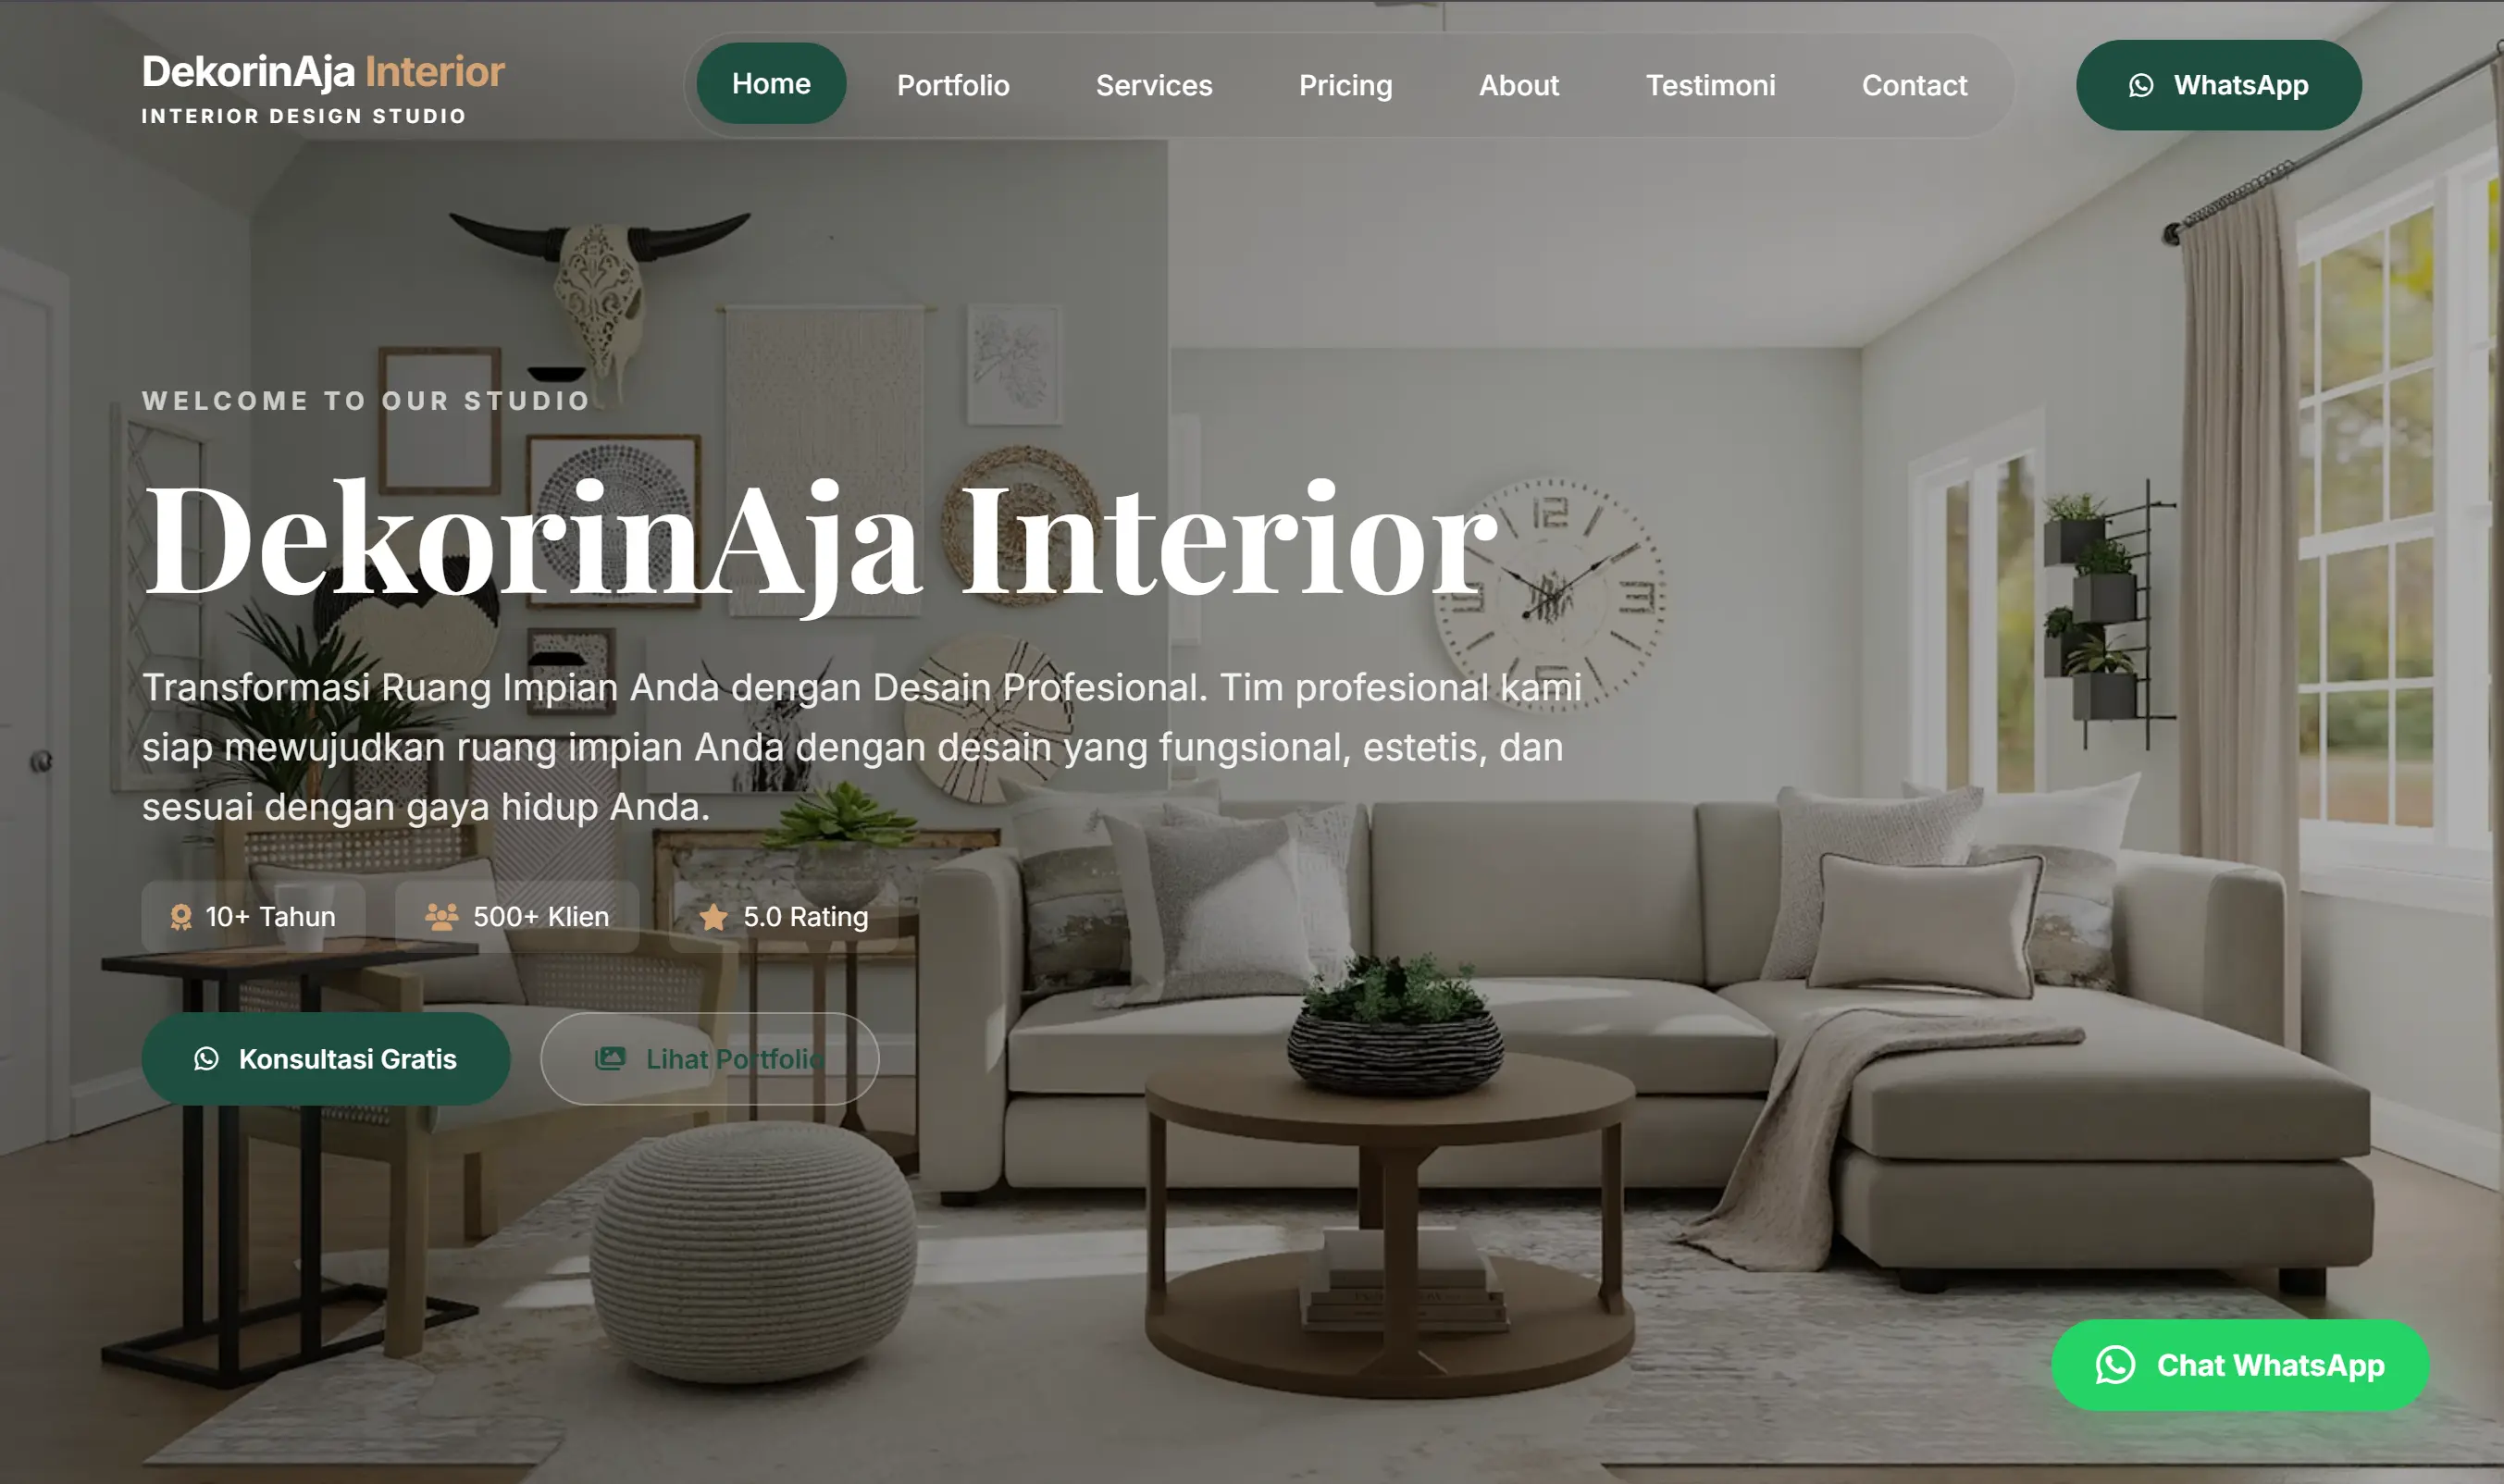 DekorinAja Interior
INTERIOR DESIGN STUDIO
Home
Portfolio
Services
Pricing
About
Testimoni
Contact
WhatsApp
WELCOME TO OUR STUDIO
DekorinAja Interior
Transformasi Ruang Impian Anda dengan Desain Profesional. Tim profesional kami
siap mewujudkan ruang impian Anda dengan desain yang fungsional, estetis, dan
sesuai dengan gaya hidup Anda.
10+ Tahun
500+ Klien
5.0 Rating
Konsultasi Gratis
Lihat Portfolio
Chat WhatsApp
12
3
9